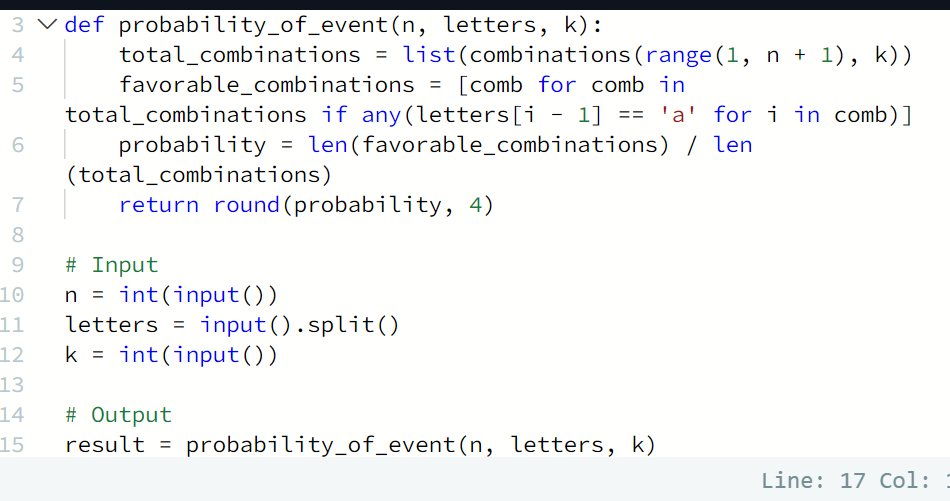 3 def probability_of_event(n, letters, k):
4 total_combinations = list(combinations(range(1, n + 1), k))
5 favorable_combinations = [comb for comb in
total_combinations if any(letters[i - 1] == 'a' for i in comb)]
6 probability = len(favorable_combinations) / len
(total_combinations)
7 return round(probability, 4)
8
9 # Input
10 n = int(input())
11 letters = input().split()
12 k = int(input())
13
14 # Output
15 result = probability_of_event(n, letters, k)
Line: 17 Col: